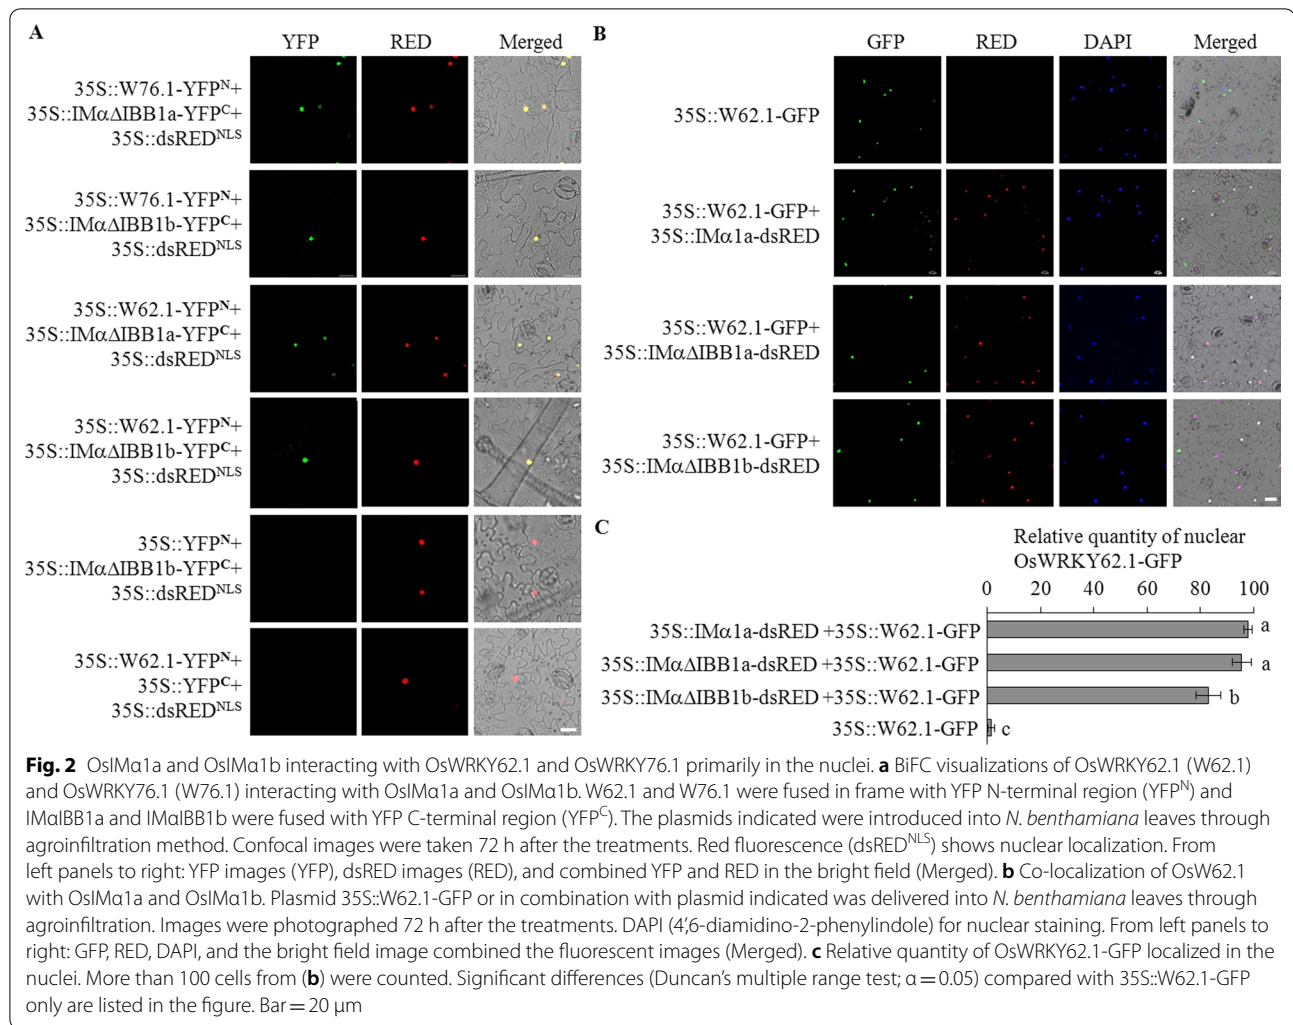 A
YFP RED Merged
35S::W76.1-YFPᴺ+
35S::IMαΔIBB1a-YFPᶜ+
35S::dsREDᴺᴸˢ
35S::W76.1-YFPᴺ+
35S::IMαΔIBB1b-YFPᶜ+
35S::dsREDᴺᴸˢ
35S::W62.1-YFPᴺ+
35S::IMαΔIBB1a-YFPᶜ+
35S::dsREDᴺᴸˢ
35S::W62.1-YFPᴺ+
35S::IMαΔIBB1b-YFPᶜ+
35S::dsREDᴺᴸˢ
35S::YFPᴺ+
35S::IMαΔIBB1b-YFPᶜ+
35S::dsREDᴺᴸˢ
35S::W62.1-YFPᴺ+
35S::YFPᶜ+
35S::dsREDᴺᴸˢ
B
GFP RED DAPI Merged
35S::W62.1-GFP
35S::W62.1-GFP+
35S::IMα1a-dsRED
35S::W62.1-GFP+
35S::IMαΔIBB1a-dsRED
35S::W62.1-GFP+
35S::IMαΔIBB1b-dsRED
C
Relative quantity of nuclear
OsWRKY62.1-GFP
0 20 40 60 80 100
35S::IMα1a-dsRED +35S::W62.1-GFP a
35S::IMαΔIBB1a-dsRED +35S::W62.1-GFP a
35S::IMαΔIBB1b-dsRED +35S::W62.1-GFP b
35S::W62.1-GFP c
Fig. 2 OsIMα1a and OsIMα1b interacting with OsWRKY62.1 and OsWRKY76.1 primarily in the nuclei. a BiFC visualizations of OsWRKY62.1 (W62.1)
and OsWRKY76.1 (W76.1) interacting with OsIMα1a and OsIMα1b. W62.1 and W76.1 were fused in frame with YFP N-terminal region (YFPᴺ) and
IMαIBB1a and IMαIBB1b were fused with YFP C-terminal region (YFPᶜ). The plasmids indicated were introduced into N. benthamiana leaves through
agroinfiltration method. Confocal images were taken 72 h after the treatments. Red fluorescence (dsREDᴺᴸˢ) shows nuclear localization. From
left panels to right: YFP images (YFP), dsRED images (RED), and combined YFP and RED in the bright field (Merged). b Co-localization of OsW62.1
with OsIMα1a and OsIMα1b. Plasmid 35S::W62.1-GFP or in combination with plasmid indicated was delivered into N. benthamiana leaves through
agroinfiltration. Images were photographed 72 h after the treatments. DAPI (4′,6-diamidino-2-phenylindole) for nuclear staining. From left panels to
right: GFP, RED, DAPI, and the bright field image combined the fluorescent images (Merged). c Relative quantity of OsWRKY62.1-GFP localized in the
nuclei. More than 100 cells from (b) were counted. Significant differences (Duncan's multiple range test; α = 0.05) compared with 35S::W62.1-GFP
only are listed in the figure. Bar = 20 μm